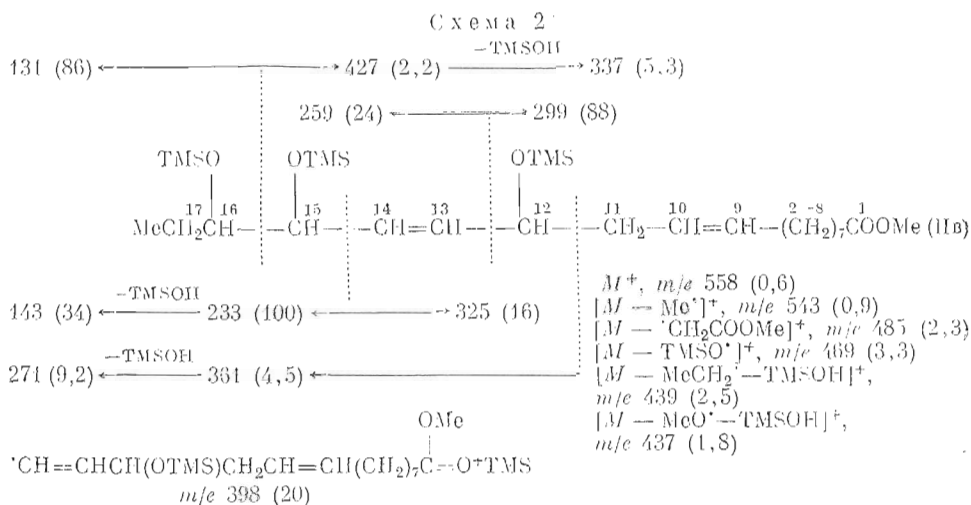 Схема 2
–TMSOH
131 (86) ←→ 427 (2,2) → 337 (5,3)
259 (24) ←→ 299 (88)
TMSO OTMS OTMS
17 16 15 14 13 12 11 10 9 2 -8 1
MeCH₂CH—CH—CH=CH—CH—CH₂—CH=CH—(CH₂)₇COOMe (IIв)
M⁺, m/e 558 (0,6)
–TMSOH
143 (34) ← 233 (100) ←→ 325 (16)
[M — Me˙]⁺, m/e 543 (0,9)
[M — ˙CH₂COOMe]⁺, m/e 485 (2,3)
–TMSOH
[M — TMSO˙]⁺, m/e 469 (3,3)
271 (9,2) ← 361 (4,5) ←
[M — MeCH₂˙—TMSOH]⁺,
m/e 439 (2,5)
[M — MeO˙—TMSOH]⁺,
m/e 437 (1,8)
OMe
˙CH==CHCH(OTMS)CH₂CH=CH(CH₂)₇C—O⁺TMS
m/e 398 (20)